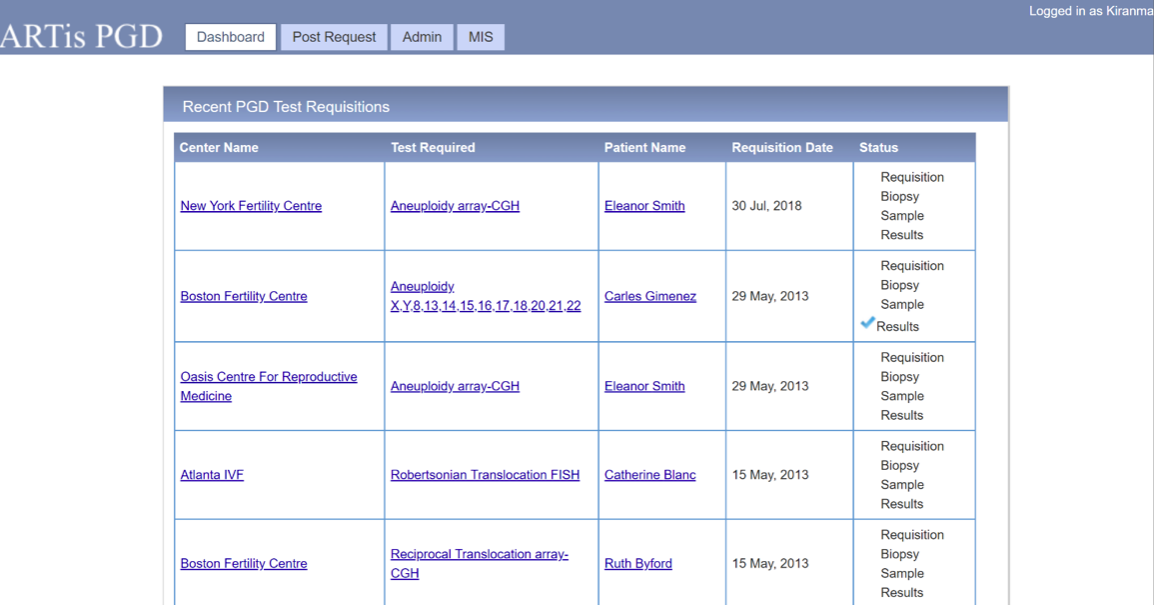 Logged in as Kiranma
ARTis PGD
Dashboard Post Request Admin MIS
Recent PGD Test Requisitions
Center Name Test Required Patient Name Requisition Date Status
New York Fertility Centre Aneuploidy array-CGH Eleanor Smith 30 Jul, 2018
Requisition
Biopsy
Sample
Results
Boston Fertility Centre
Aneuploidy
X,Y,8,13,14,15,16,17,18,20,21,22
Carles Gimenez 29 May, 2013
Requisition
Biopsy
Sample
Results
Oasis Centre For Reproductive
Medicine
Aneuploidy array-CGH Eleanor Smith 29 May, 2013
Requisition
Biopsy
Sample
Results
Atlanta IVF Robertsonian Translocation FISH Catherine Blanc 15 May, 2013
Requisition
Biopsy
Sample
Results
Boston Fertility Centre
Reciprocal Translocation array-
CGH
Ruth Byford 15 May, 2013
Requisition
Biopsy
Sample
Results